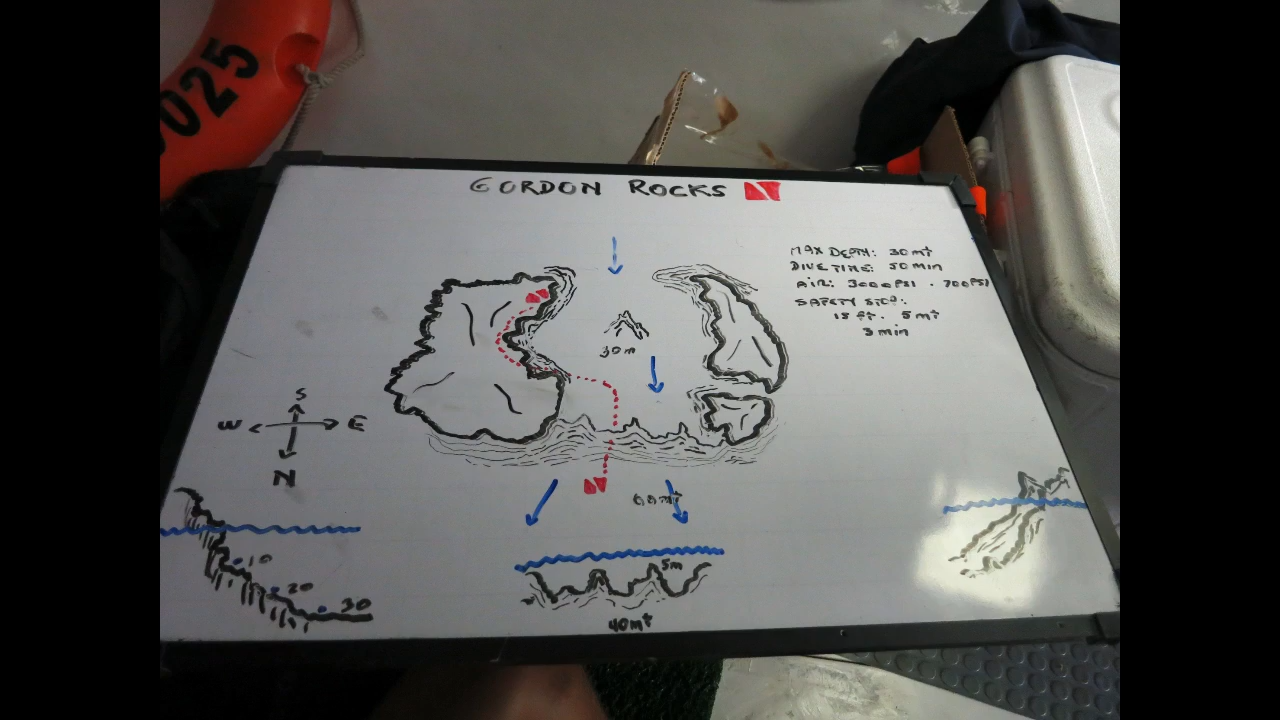 0025
GORDON ROCKS
MAX DEPTH: 30 mt
DIVE TIME: 50 min
AIR: 3000 PSI . 700 PSI
SAFETY STOP:
15 ft. 5 mt
3 min
30 m
S
W E
N
60 mt
10
20
30
5m
40 mt